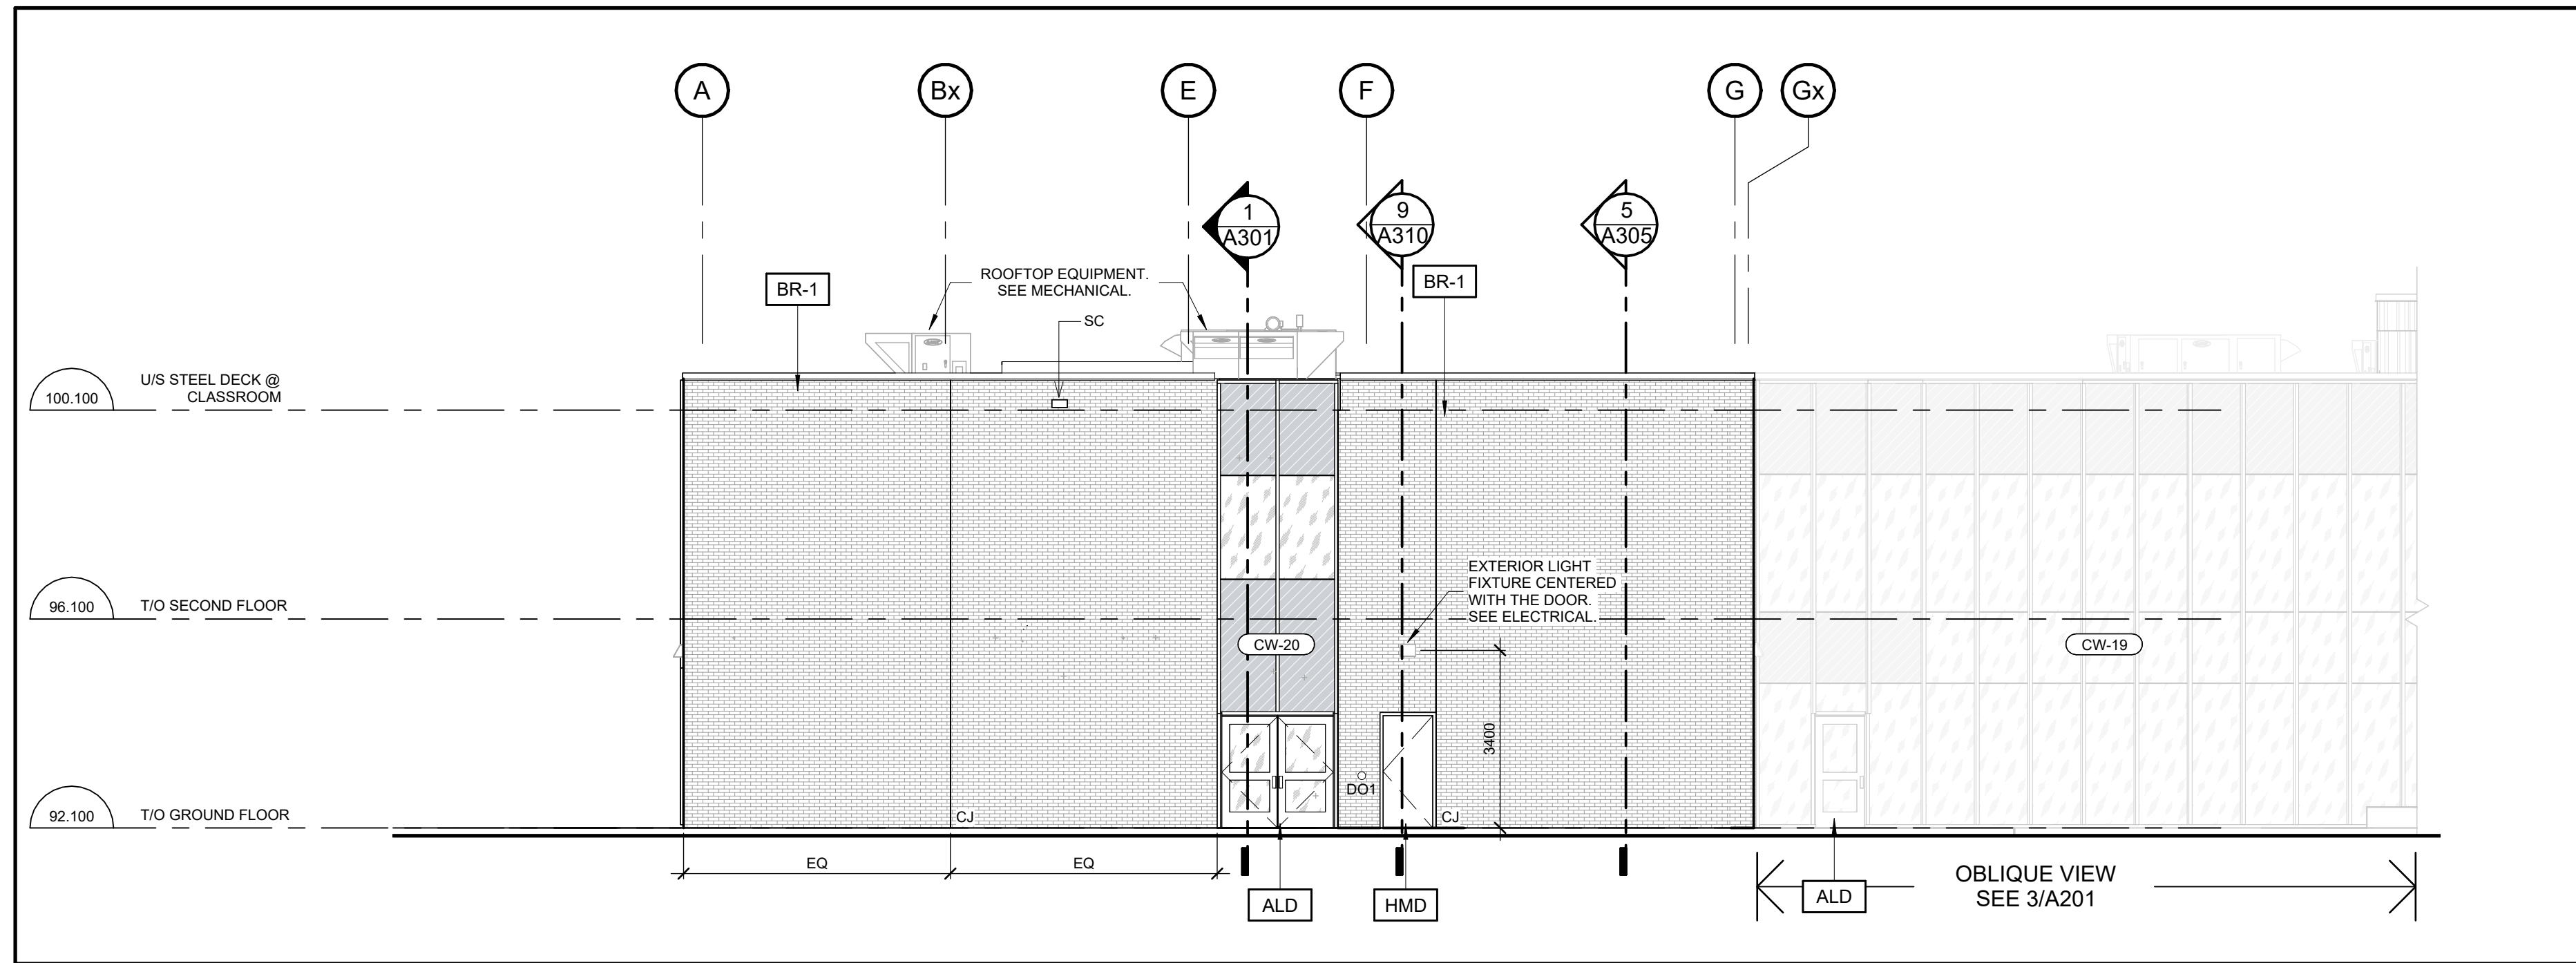 A
Bx
E
F
G
Gx
1
A301
9
A310
5
A305
ROOFTOP EQUIPMENT.
SEE MECHANICAL.
BR-1
BR-1
SC
100.100
U/S STEEL DECK @
CLASSROOM
EXTERIOR LIGHT
FIXTURE CENTERED
WITH THE DOOR.
SEE ELECTRICAL.
96.100
T/O SECOND FLOOR
CW-20
CW-19
3400
DO1
92.100
T/O GROUND FLOOR
CJ
CJ
EQ
EQ
ALD
HMD
ALD
OBLIQUE VIEW
SEE 3/A201